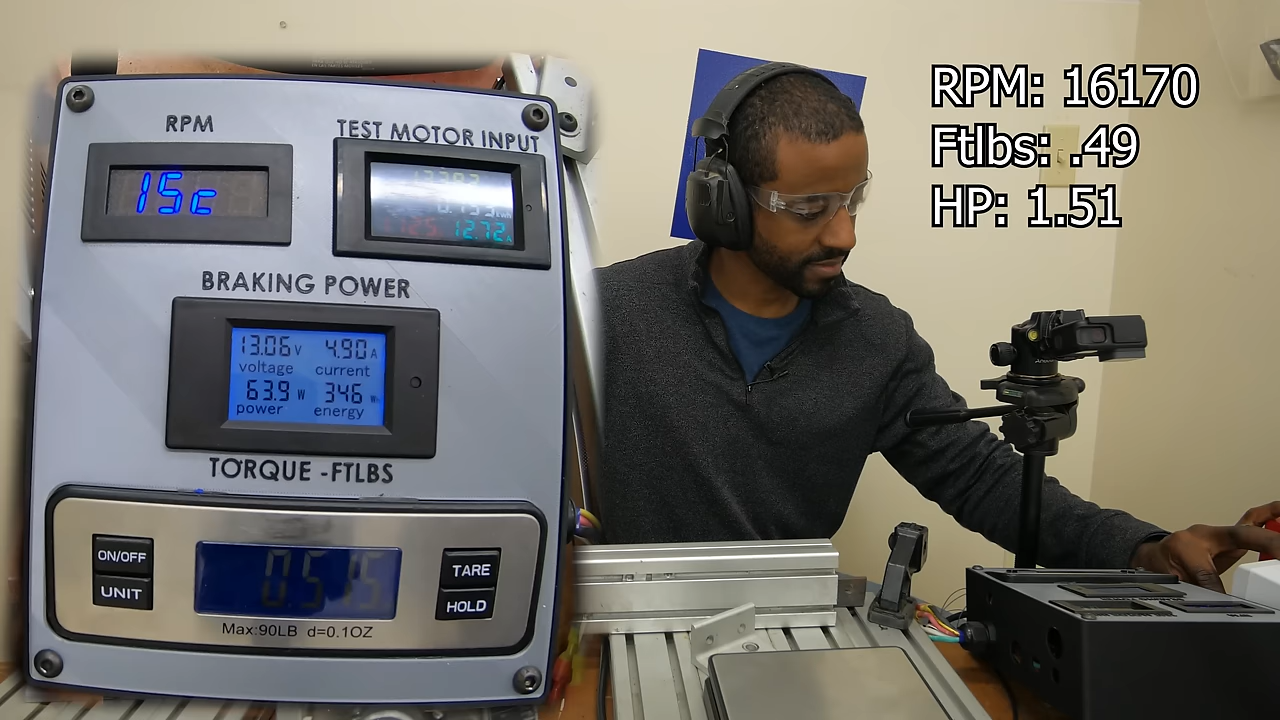 RPM: 16170
Ftlbs: .49
HP: 1.51
RPM
TEST MOTOR INPUT
15c
12.72A
BRAKING POWER
13.06V 4.90A
voltage current
63.9 W 346 Wh
power energy
TORQUE -FTLBS
ON/OFF
UNIT
0.515
TARE
HOLD
Max:90LB d=0.1OZ